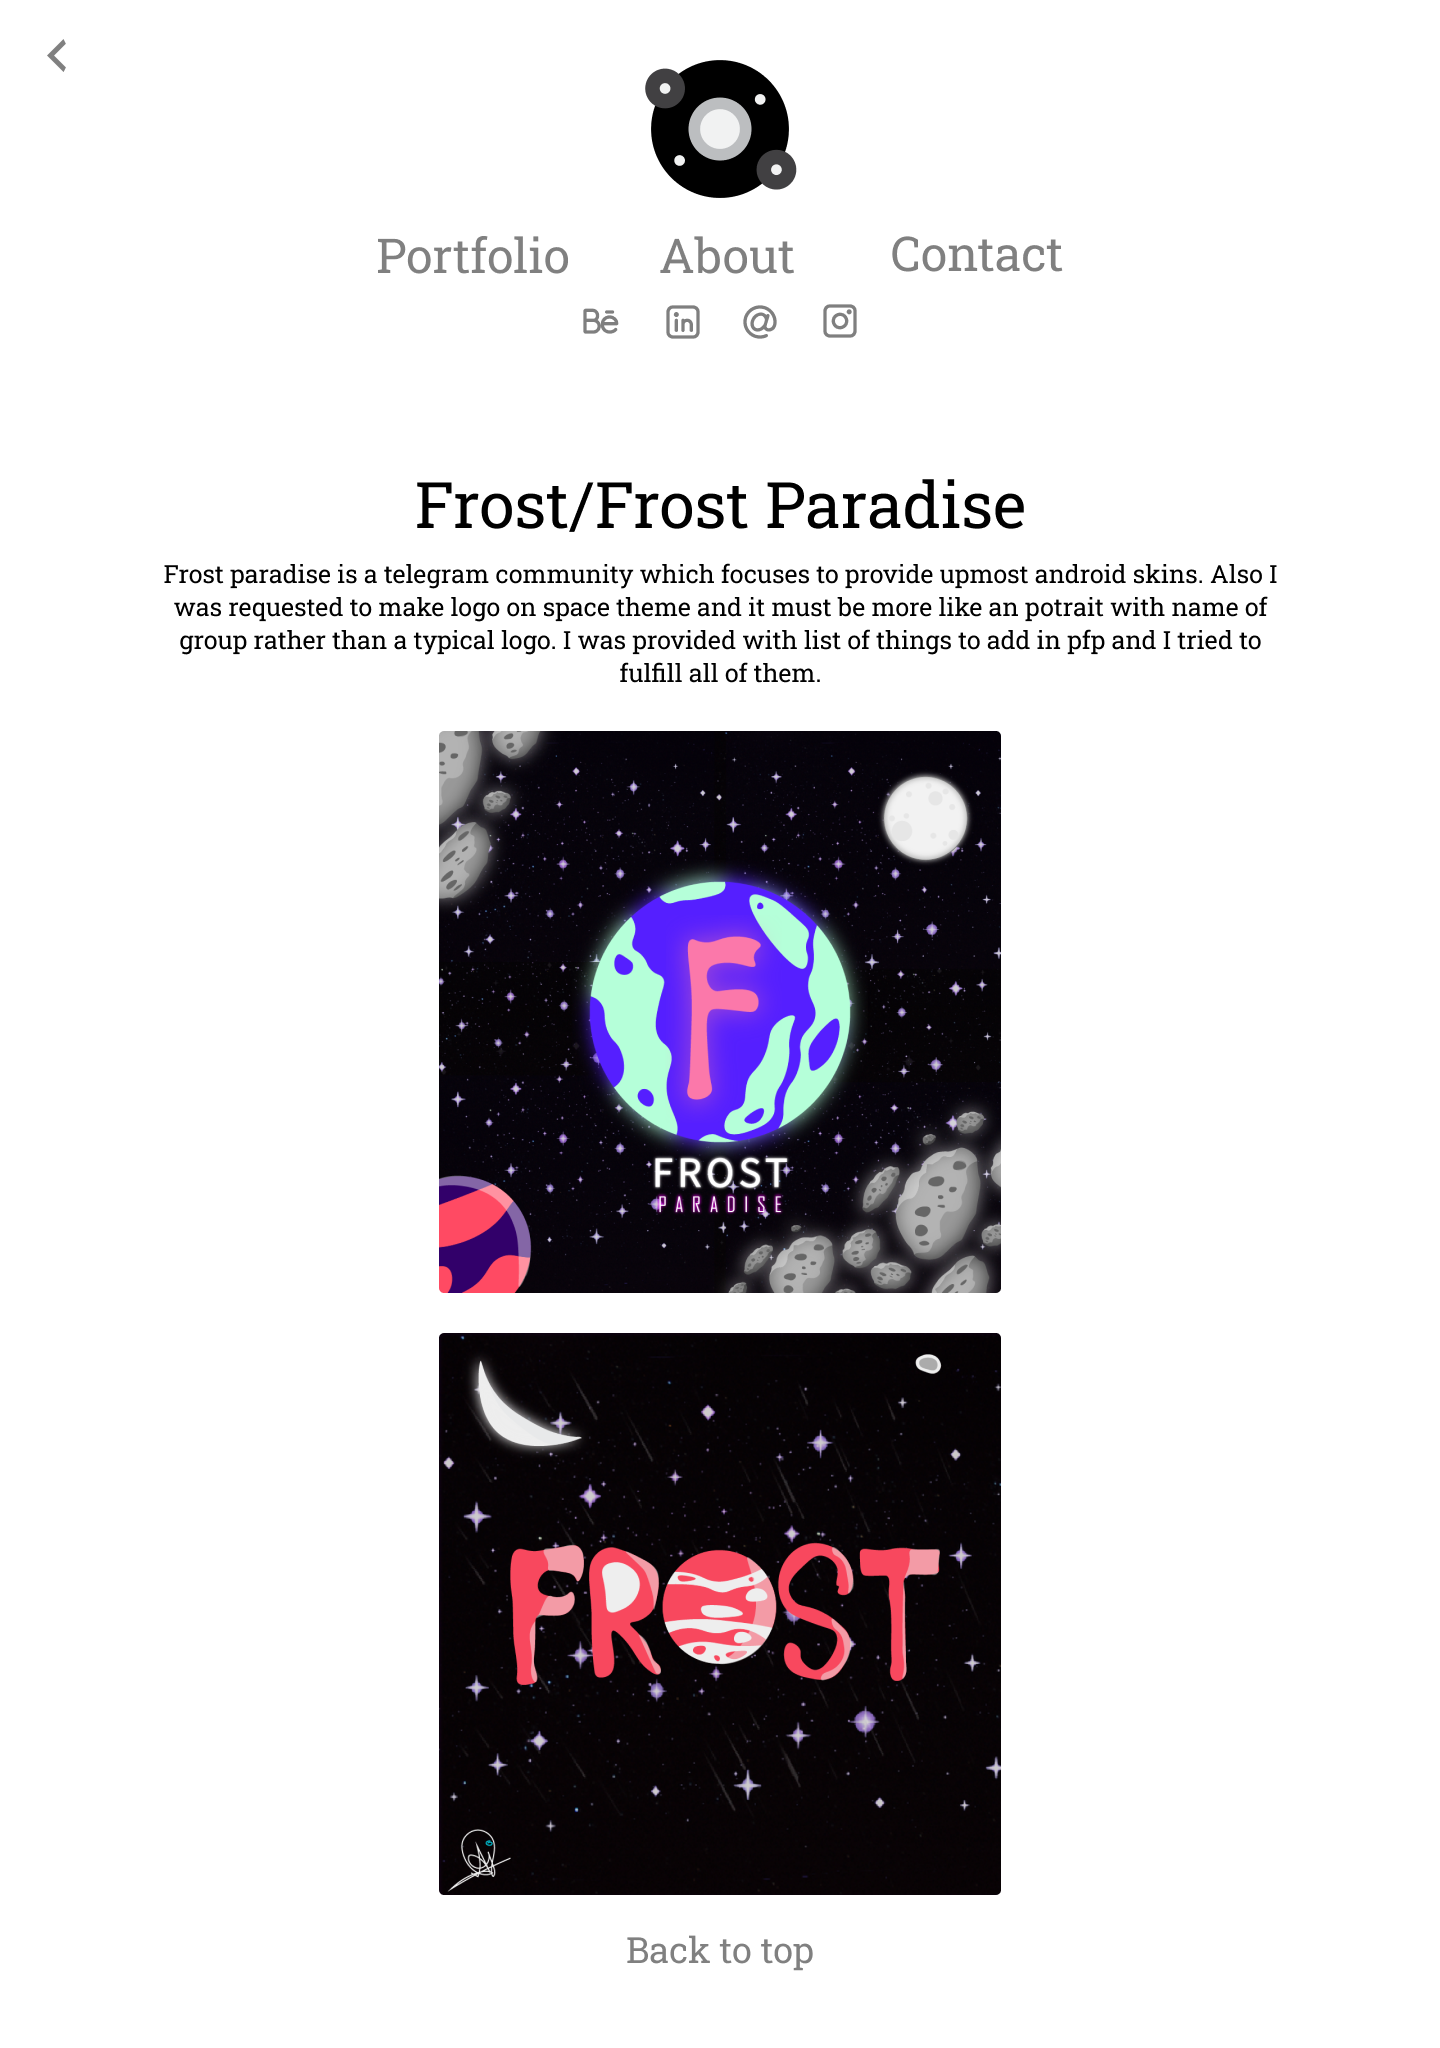 Portfolio
About
Contact
Frost/Frost Paradise
Frost paradise is a telegram community which focuses to provide upmost android skins. Also I
was requested to make logo on space theme and it must be more like an potrait with name of
group rather than a typical logo. I was provided with list of things to add in pfp and I tried to
fulfill all of them.
F
FROST
PARADISE
FROST
Back to top